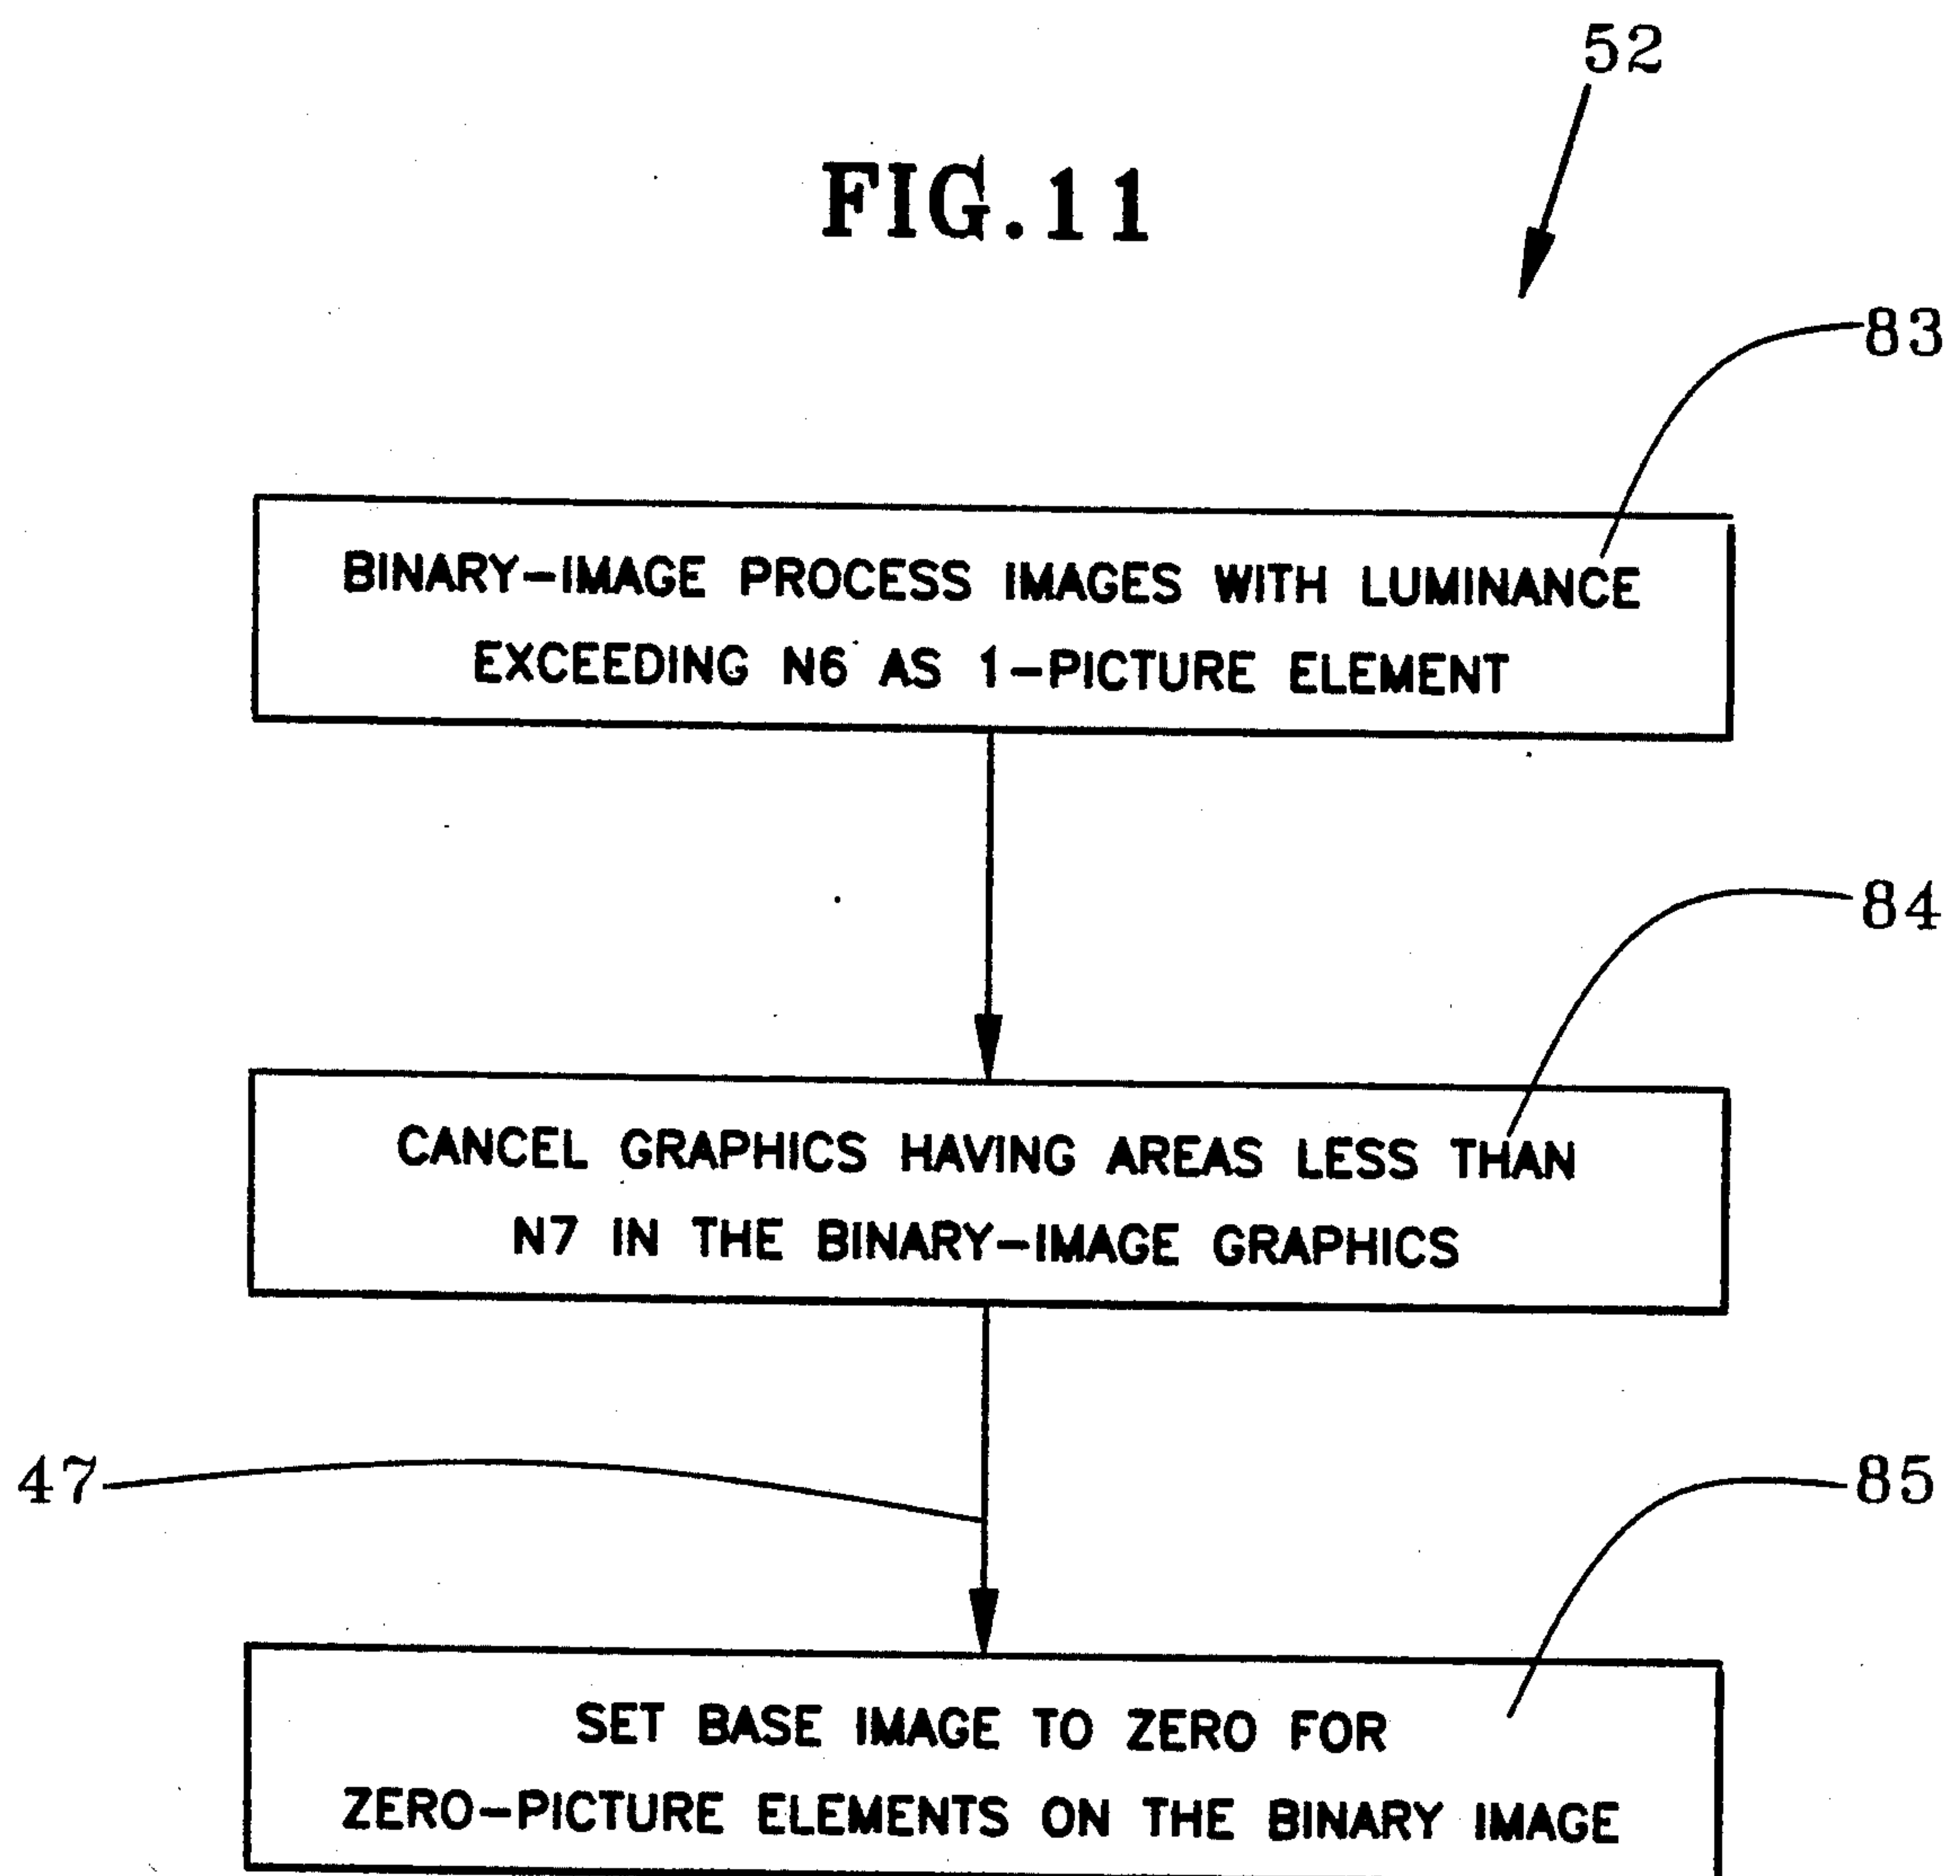 52
FIG.11
83
BINARY-IMAGE PROCESS IMAGES WITH LUMINANCE
EXCEEDING N6 AS 1-PICTURE ELEMENT
84
CANCEL GRAPHICS HAVING AREAS LESS THAN
N7 IN THE BINARY-IMAGE GRAPHICS
47
85
SET BASE IMAGE TO ZERO FOR
ZERO-PICTURE ELEMENTS ON THE BINARY IMAGE